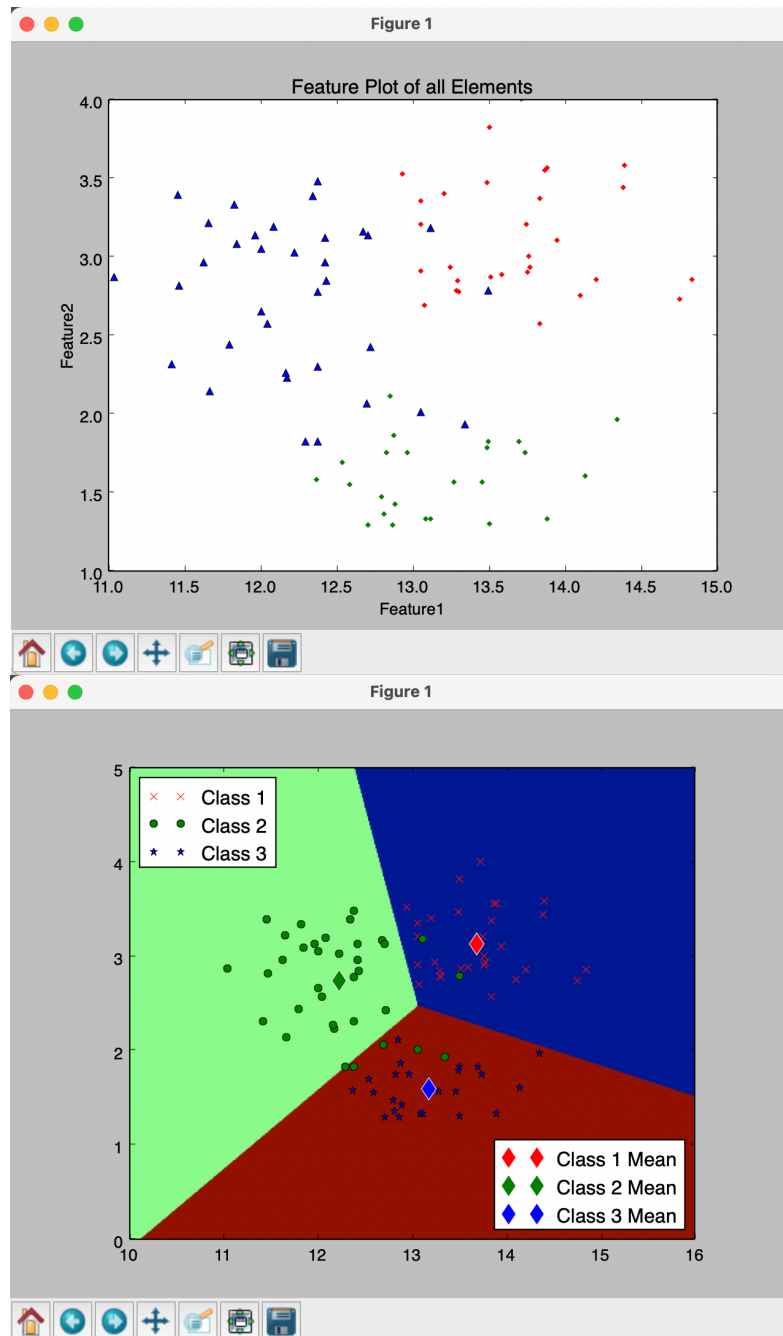 Figure 1
Feature Plot of all Elements
4.0
3.5
3.0
2.5
2.0
1.5
1.0
Feature2
11.0 11.5 12.0 12.5 13.0 13.5 14.0 14.5 15.0
Feature1
Figure 1
5
4
3
2
1
0
Class 1
Class 2
Class 3
Class 1 Mean
Class 2 Mean
Class 3 Mean
10 11 12 13 14 15 16